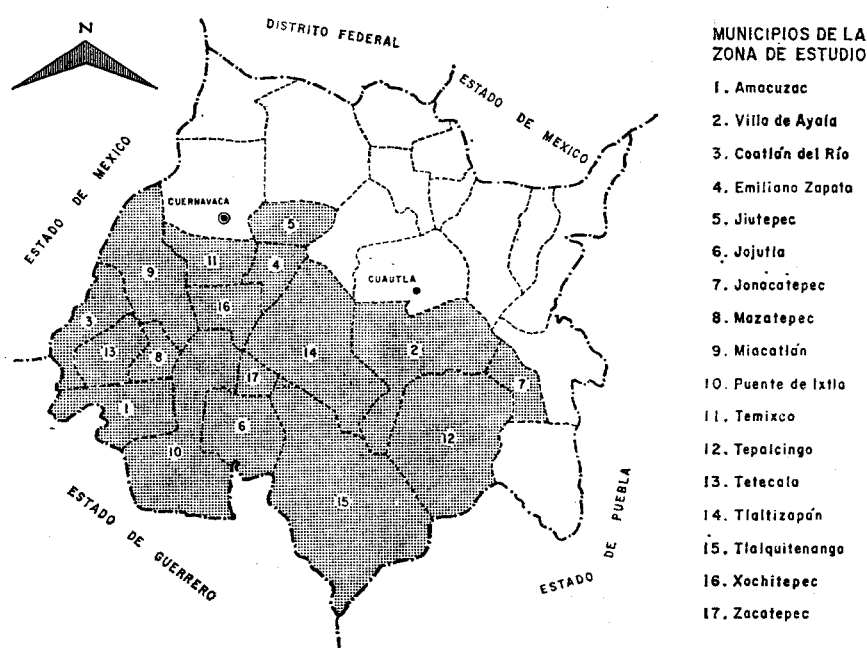 N
DISTRITO FEDERAL
ESTADO DE MEXICO
ESTADO DE MEXICO
CUERNAVACA
CUAUTLA
5
11
4
9
16
3
13
8
14
2
17
7
1
6
12
10
15
ESTADO DE GUERRERO
ESTADO DE PUEBLA
MUNICIPIOS DE LA
ZONA DE ESTUDIO
1. Amacuzac
2. Villa de Ayala
3. Coatlán del Río
4. Emiliano Zapata
5. Jiutepec
6. Jojutla
7. Jonacatepec
8. Mazatepec
9. Miacatlán
10. Puente de Ixtla
11. Temixco
12. Tepalcingo
13. Tetecala
14. Tlaltizapán
15. Tlalquitenango
16. Xochitepec
17. Zacatepec